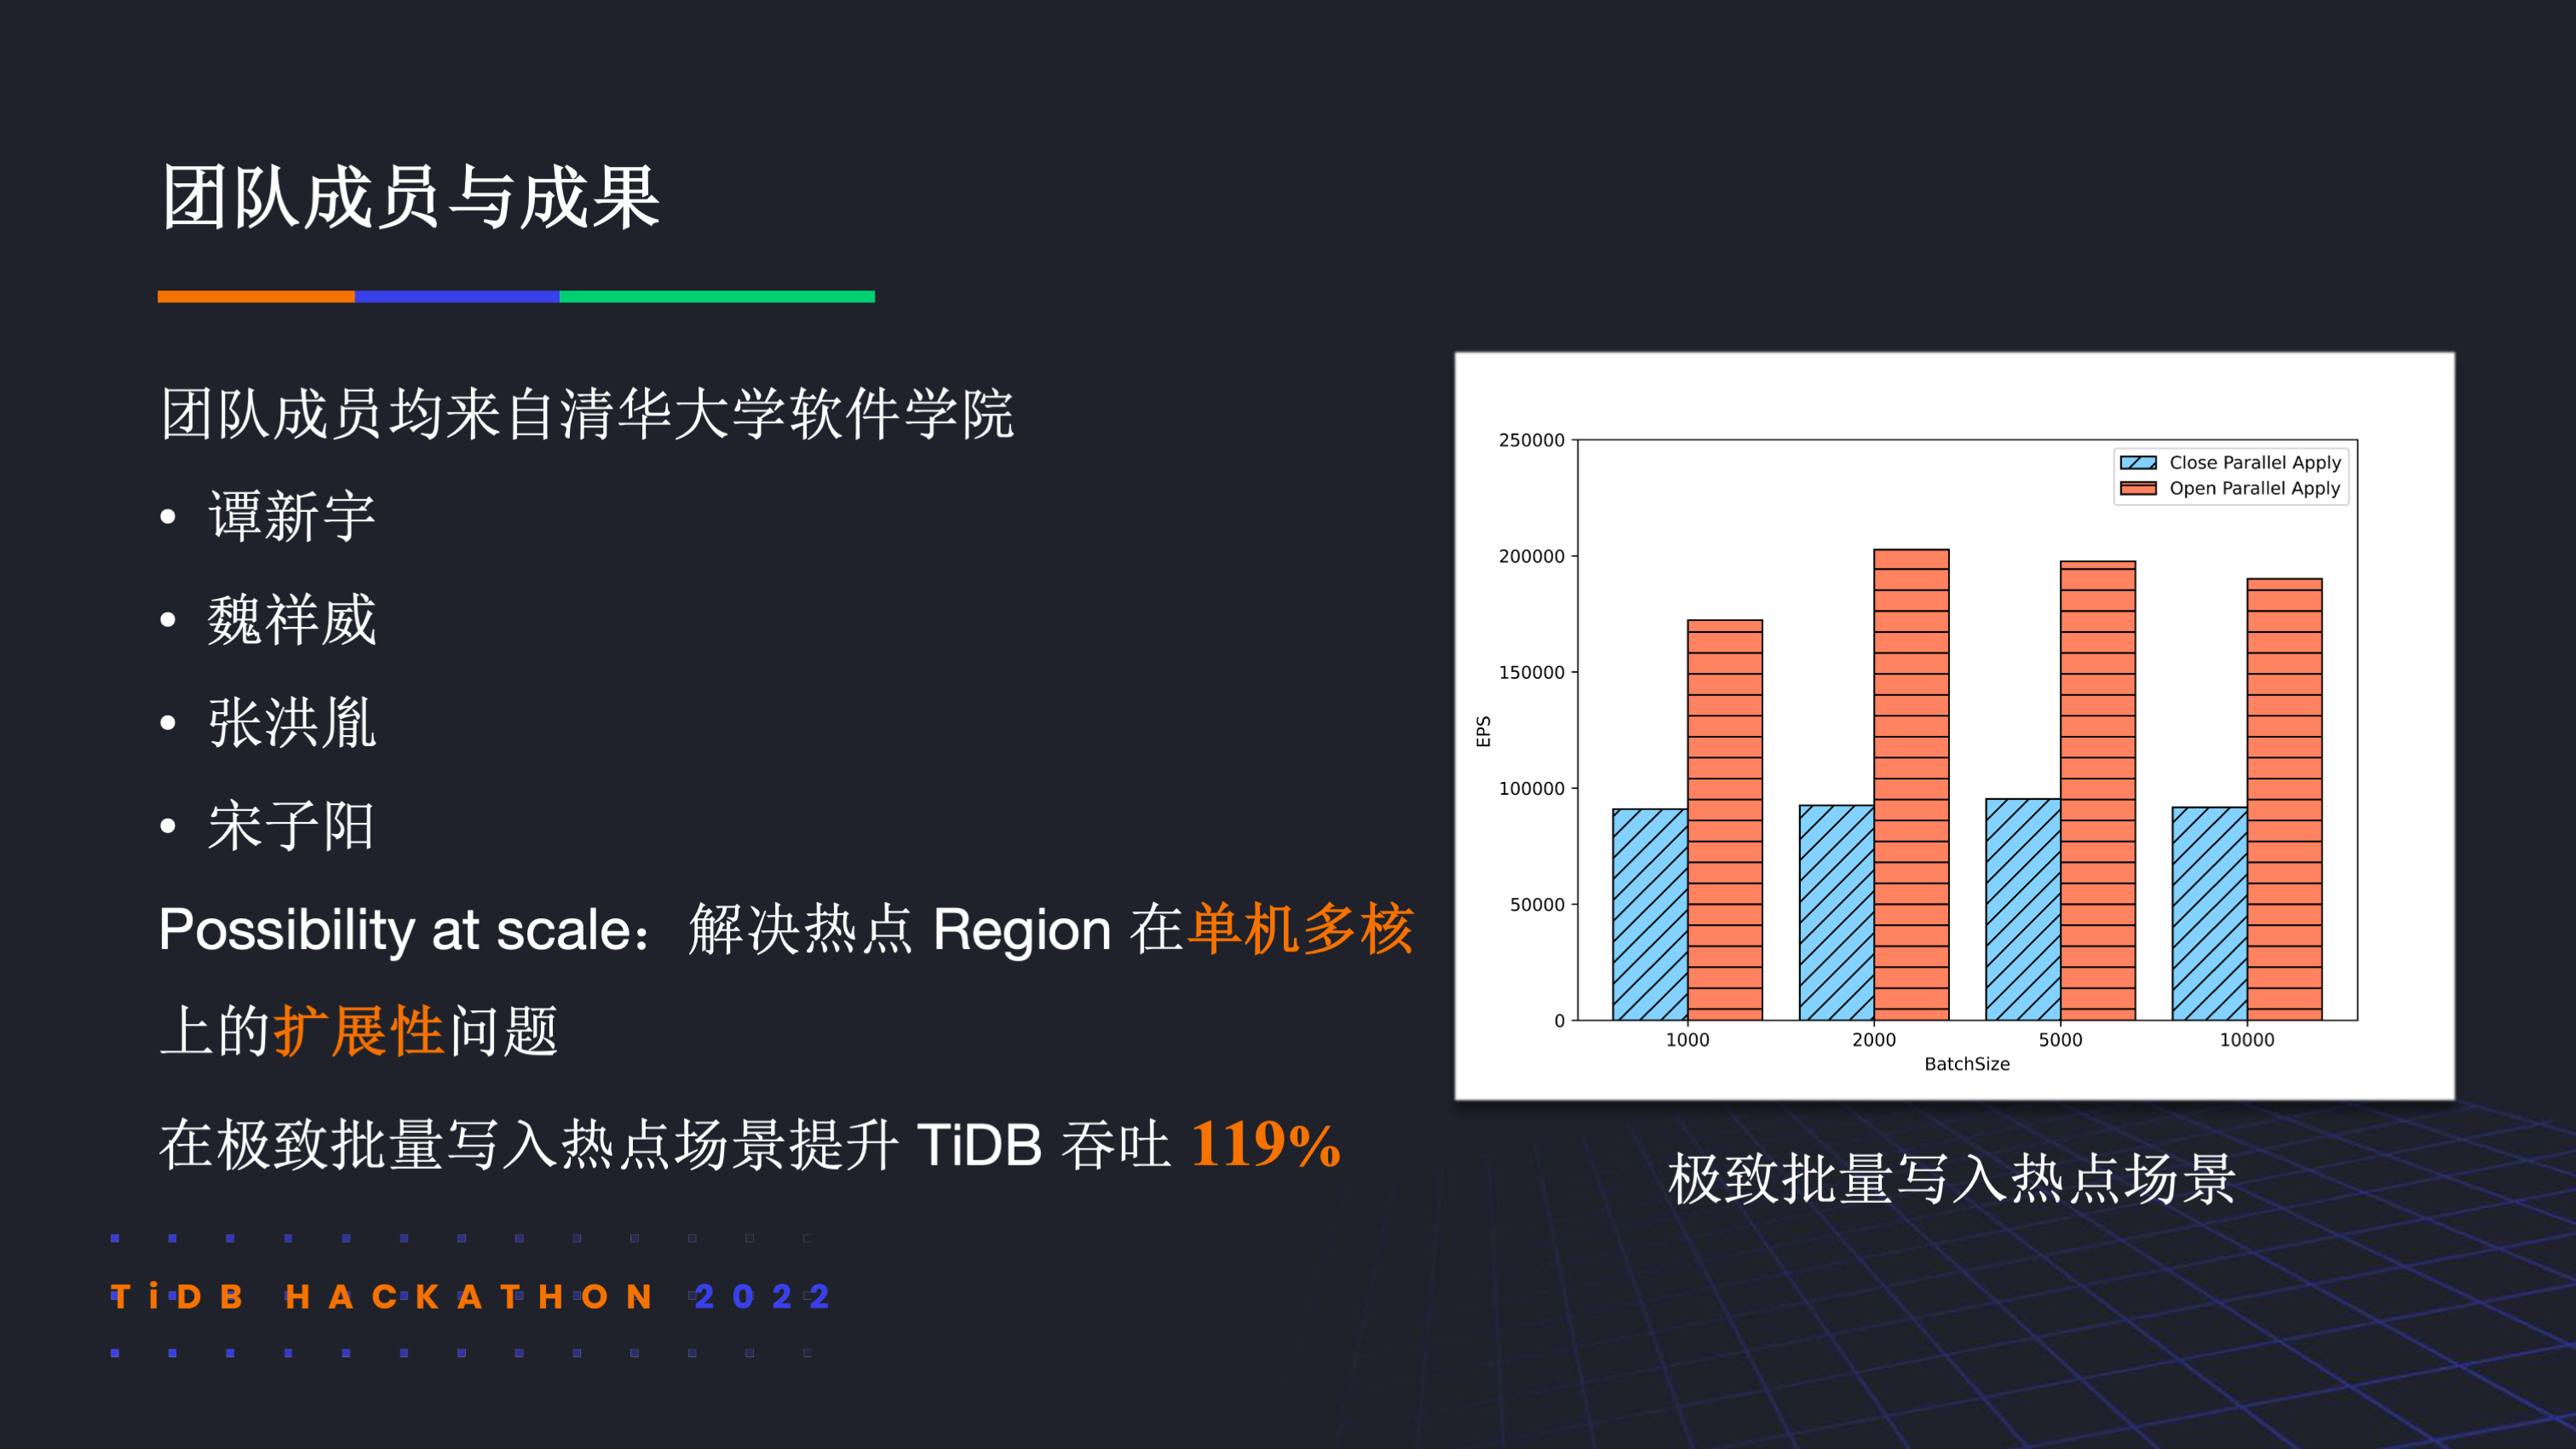 团队成员与成果
团队成员均来自清华大学软件学院
• 谭新宇
• 魏祥威
• 张洪胤
• 宋子阳
Possibility at scale：解决热点 Region 在单机多核
上的扩展性问题
在极致批量写入热点场景提升 TiDB 吞吐 119%
250000
200000
150000
100000
50000
0
EPS
Close Parallel Apply
Open Parallel Apply
1000 2000 5000 10000
BatchSize
极致批量写入热点场景
TiDB HACKATHON 2022